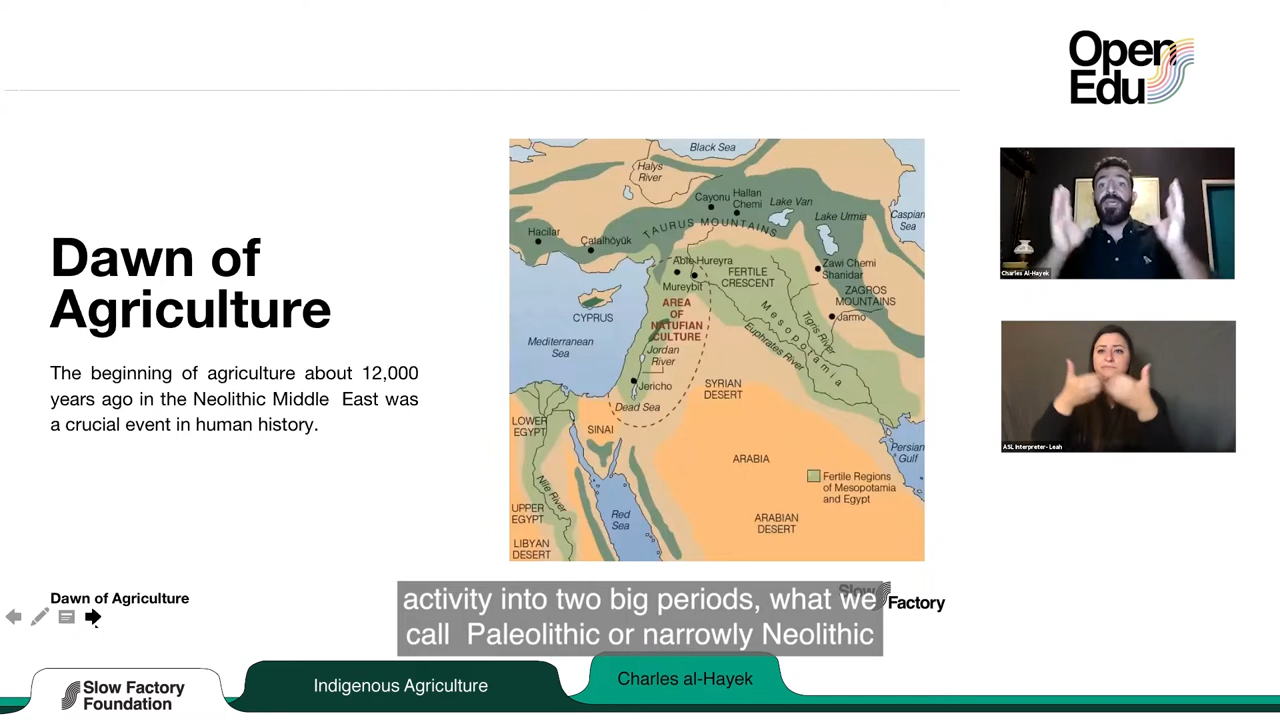 Open
Edu
Dawn of
Agriculture
The beginning of agriculture about 12,000
years ago in the Neolithic Middle East was
a crucial event in human history.
Black Sea
Halys
River
Cayonu
Hallan
Chemi
Lake Van
Lake Urmia
Caspian
Sea
TAURUS MOUNTAINS
Hacilar
Çatalhöyük
Able Hureyra
Mureybit
FERTILE
CRESCENT
Zawi Chemi
Shanidar
ZAGROS
MOUNTAINS
Jarmo
CYPRUS
AREA
OF
NATUFIAN
CULTURE
Mesopotamia
Tigris River
Euphrates River
Mediterranean
Sea
Jordan
River
Jericho
Dead Sea
SYRIAN
DESERT
LOWER
EGYPT
SINAI
Persian
Gulf
ARABIA
Fertile Regions
of Mesopotamia
and Egypt
Nile River
UPPER
EGYPT
Red
Sea
ARABIAN
DESERT
LIBYAN
DESERT
Charles Al-Hayek
ASL Interpreter- Leah
Dawn of Agriculture
Slow
Factory
activity into two big periods, what we
call Paleolithic or narrowly Neolithic
Slow Factory
Foundation
Indigenous Agriculture
Charles al-Hayek